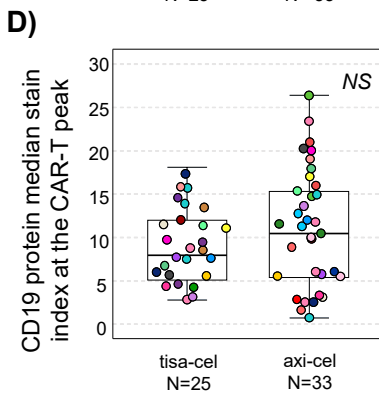 D)
CD19 protein median stain
index at the CAR-T peak
30
25
20
15
10
5
0
NS
tisa-cel
N=25
axi-cel
N=33